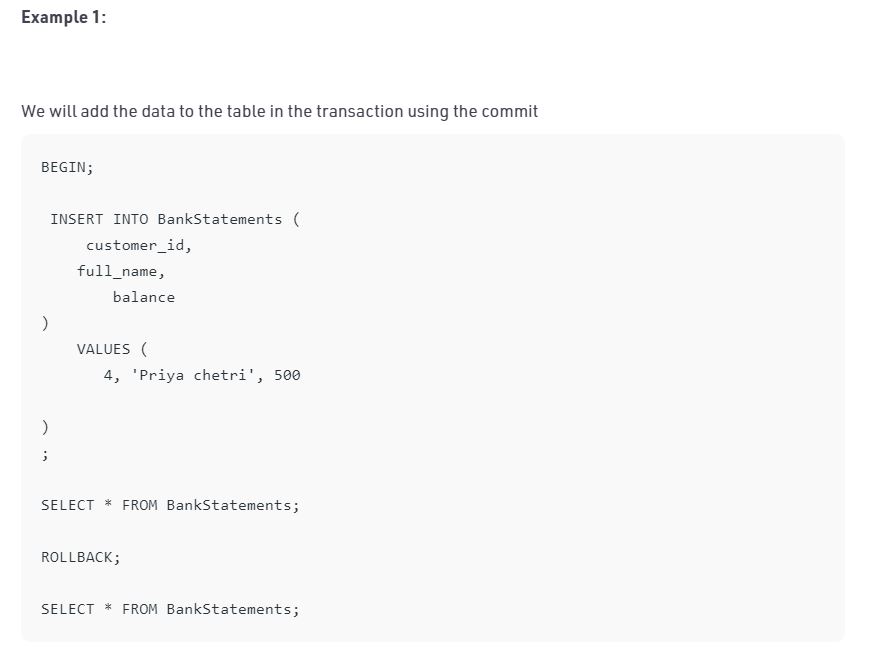 Example 1:
We will add the data to the table in the transaction using the commit
BEGIN;
INSERT INTO BankStatements (
customer_id,
full_name,
balance
)
VALUES (
4, 'Priya chetri', 500
)
;
SELECT * FROM BankStatements;
ROLLBACK;
SELECT * FROM BankStatements;